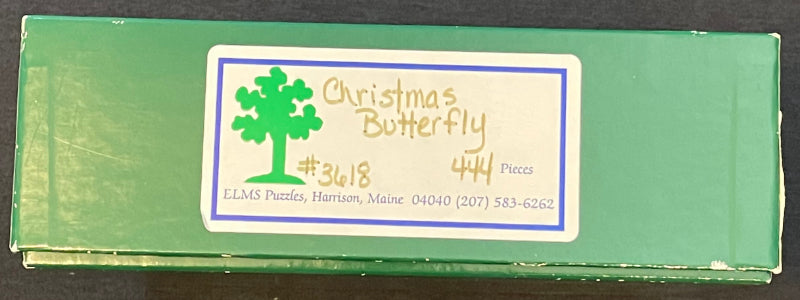 Christmas
Butterfly
#3618 444 Pieces
ELMS Puzzles, Harrison, Maine 04040 (207) 583-6262